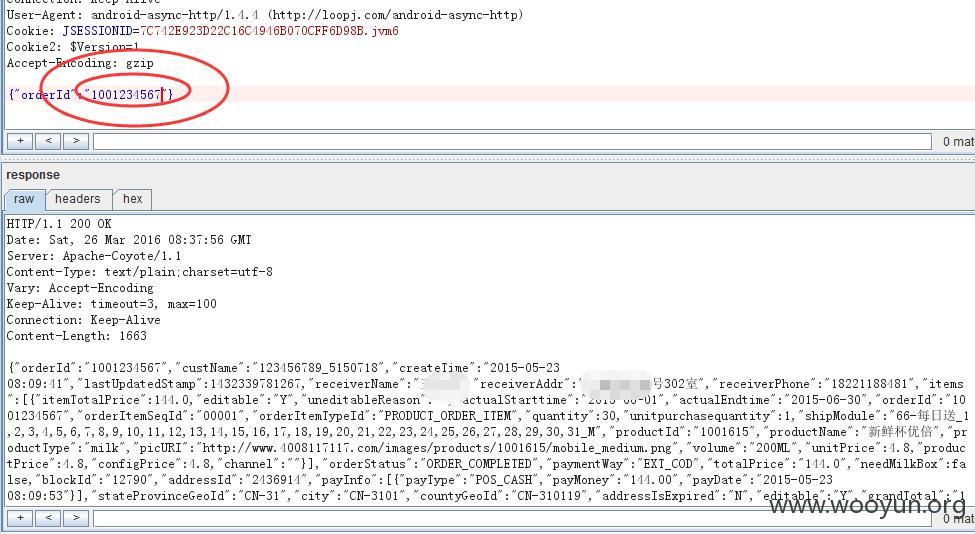 User-Agent: android-async-http/1.4.4 (http://loopj.com/android-async-http)
Cookie: JSESSIONID=7C742E923D22C16C4946B070CFF6D98B.jvm6
Cookie2: $Version=1
Accept-Encoding: gzip
{"orderId":"1001234567"}
+ < > 0 mat
response
raw headers hex
HTTP/1.1 200 OK
Date: Sat, 26 Mar 2016 08:37:56 GMT
Server: Apache-Coyote/1.1
Content-Type: text/plain;charset=utf-8
Vary: Accept-Encoding
Keep-Alive: timeout=3, max=100
Connection: Keep-Alive
Content-Length: 1663
{"orderId":"1001234567","custName":"123456789_5150718","createTime":"2015-05-23
08:09:41","lastUpdatedStamp":1432339781267,"receiverName":" "receiverAddr": 号302室","receiverPhone":"18221188481","items
":[{"itemTotalPrice":144.0,"editable":"Y","uneditableReason" "actualStarttime": "actualEndtime":"2015-06-30","orderId":"10
01234567","orderItemSeqId":"00001","orderItemTypeId":"PRODUCT_ORDER_ITEM","quantity":30,"unitpurchasequantity":1,"shipModule":"66-每日送_1
,2,3,4,5,6,7,8,9,10,11,12,13,14,15,16,17,18,19,20,21,22,23,24,25,26,27,28,29,30,31_M","productId":"1001615","productName":"新鲜杯优倍","pr
oductType":"milk","picURI":"http://www.4008117117.com/images/products/1001615/mobile_medium.png","volume":"200ML","unitPrice":4.8,"produc
tPrice":4.8,"configPrice":4.8,"channel":""}],"orderStatus":"ORDER_COMPLETED","paymentWay":"EXT_COD","totalPrice":"144.0","needMilkBox":fa
lse,"blockId":"12790","addressId":"2436914","payInfo":[{"payType":"POS_CASH","payMoney":"144.00","payDate":"2015-05-23
08:09:53"}],"stateProvinceGeoId":"CN-31","city":"CN-3101","countyGeoId":"CN-310119","addressIsExpired":"N","editable":"Y","grandTotal":"1
www.wooyun.org
+ < > 0 mat